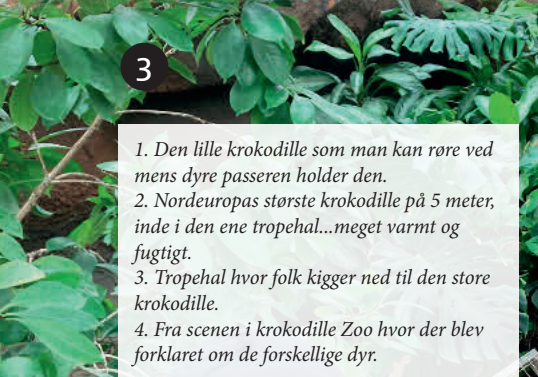 3
1. Den lille krokodille som man kan røre ved
mens dyre passeren holder den.
2. Nordeuropas største krokodille på 5 meter,
inde i den ene tropehal...meget varmt og
fugtigt.
3. Tropehal hvor folk kigger ned til den store
krokodille.
4. Fra scenen i krokodille Zoo hvor der blev
forklaret om de forskellige dyr.